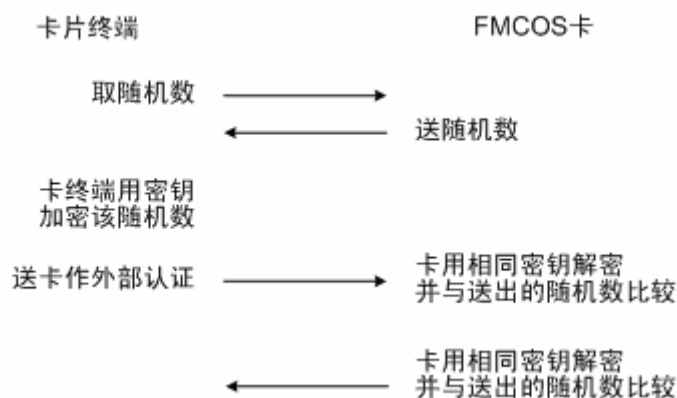 卡片终端
FMCOS卡
取随机数
送随机数
卡终端用密钥
加密该随机数
送卡作外部认证
卡用相同密钥解密
并与送出的随机数比较
卡用相同密钥解密
并与送出的随机数比较